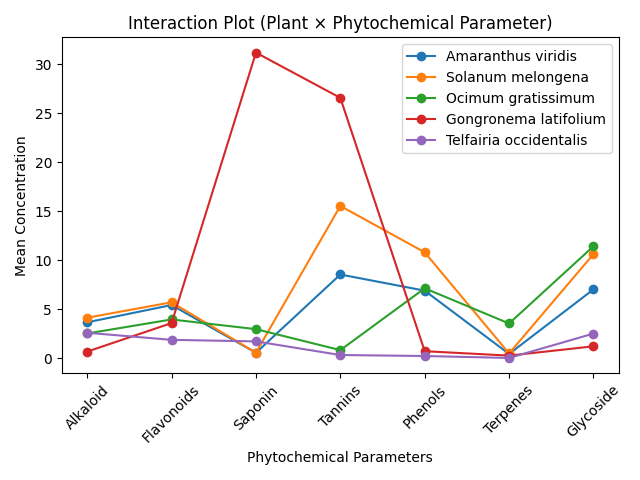 Interaction Plot (Plant × Phytochemical Parameter)
Amaranthus viridis
Solanum melongena
Ocimum gratissimum
Gongronema latifolium
Telfairia occidentalis
Mean Concentration
30
25
20
15
10
5
0
Alkaloid
Flavonoids
Saponin
Tannins
Phenols
Terpenes
Glycoside
Phytochemical Parameters